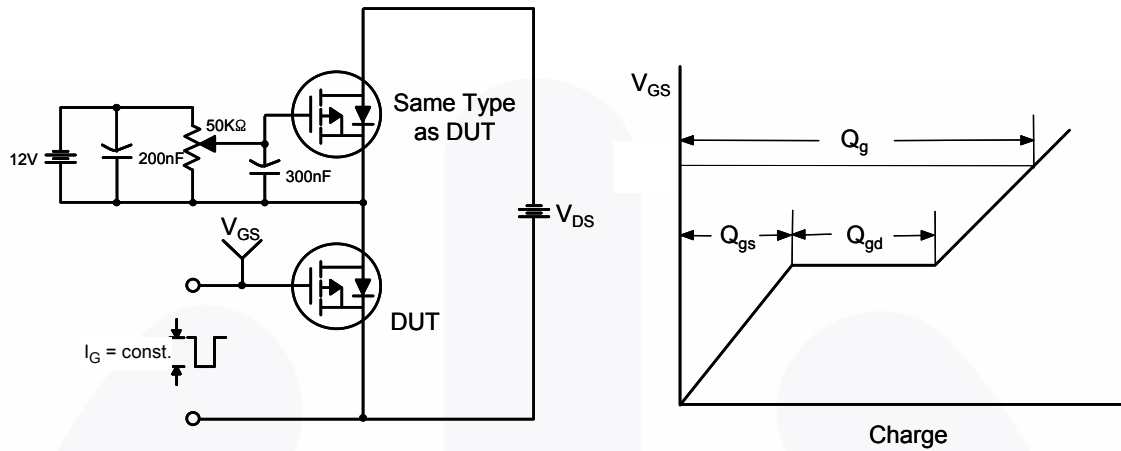 Same Type
as DUT
50KΩ
12V
200nF
300nF
V_GS
V_DS
DUT
I_G = const.
V_GS
Q_g
Q_gs
Q_gd
Charge